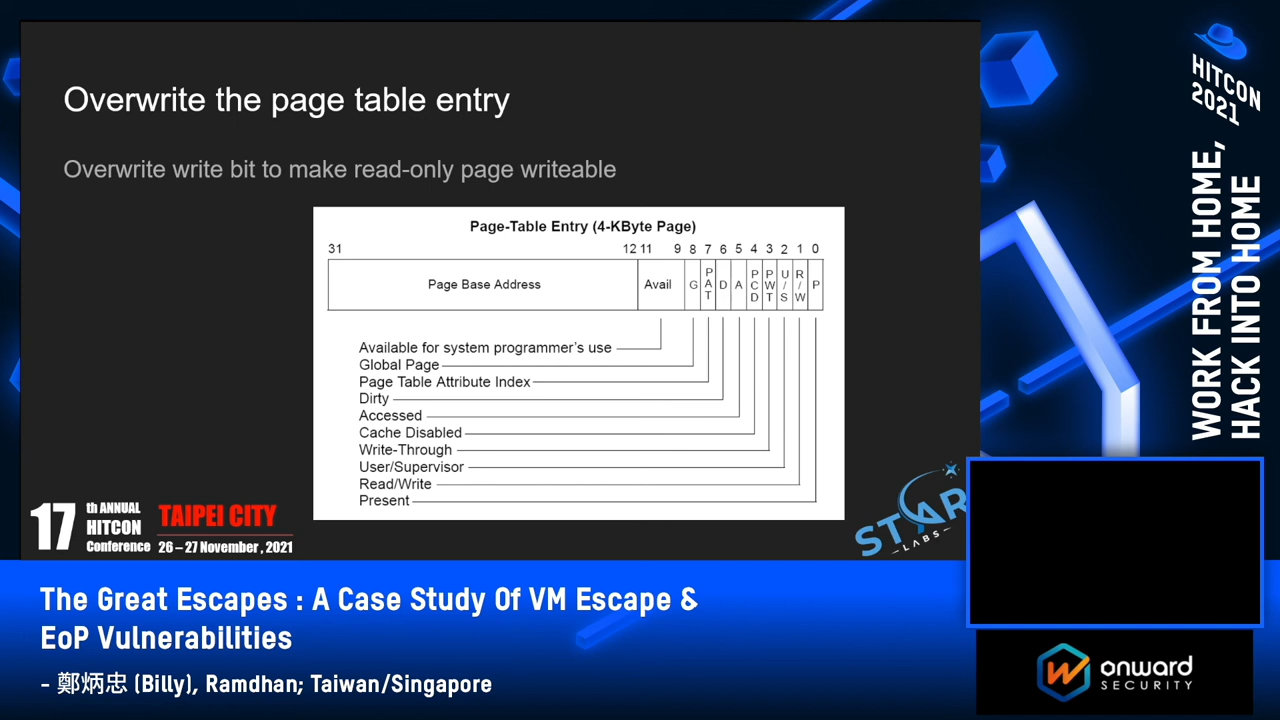 Overwrite the page table entry
Overwrite write bit to make read-only page writeable
Page-Table Entry (4-KByte Page)
31 12 11 9 8 7 6 5 4 3 2 1 0
Page Base Address Avail G PAT D A PCD PWT U/S R/W P
Available for system programmer's use
Global Page
Page Table Attribute Index
Dirty
Accessed
Cache Disabled
Write-Through
User/Supervisor
Read/Write
Present
17 th ANNUAL
HITCON
Conference
TAIPEI CITY
26 – 27 November , 2021
STAR
LABS
HITCON
2021
WORK FROM HOME,
HACK INTO HOME
The Great Escapes : A Case Study Of VM Escape &
EoP Vulnerabilities
- 鄭炳忠 (Billy), Ramdhan; Taiwan/Singapore
onward
SECURITY